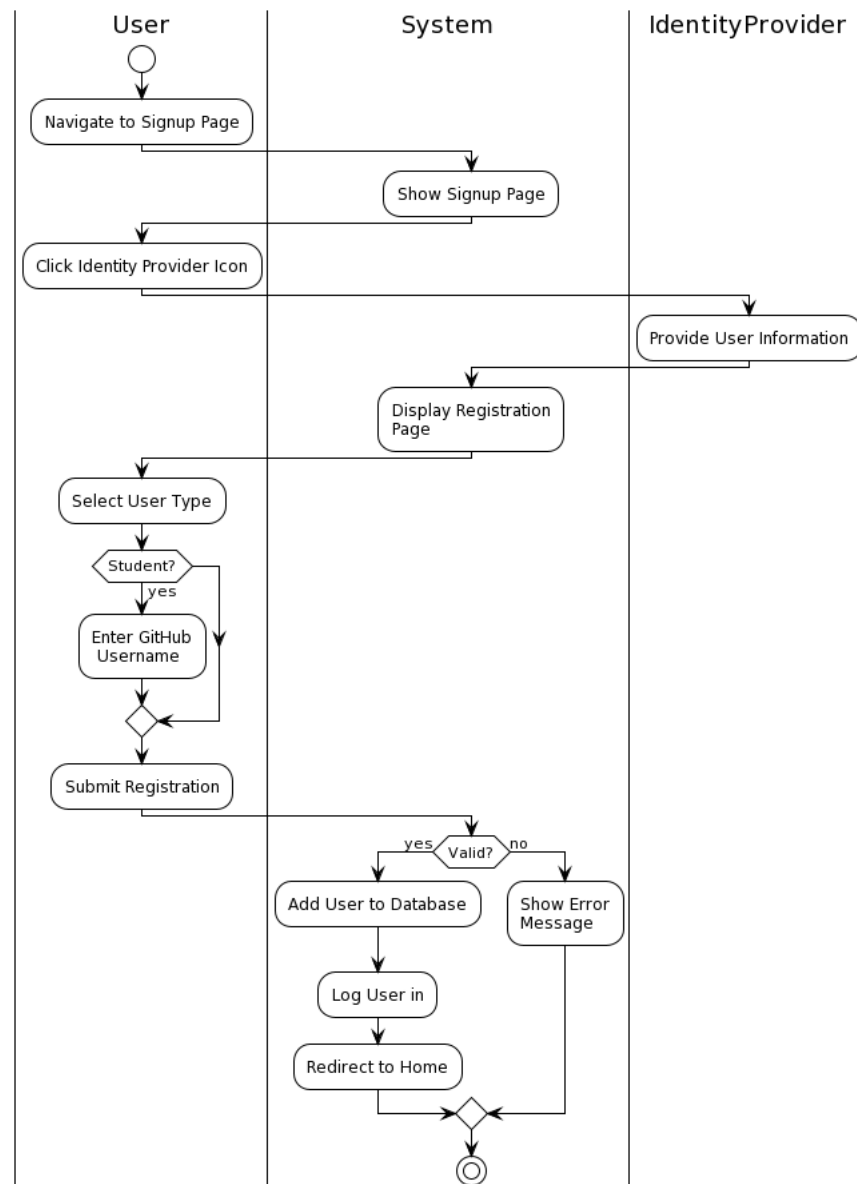 User
System
IdentityProvider
Navigate to Signup Page
Show Signup Page
Click Identity Provider Icon
Provide User Information
Display Registration
Page
Select User Type
Student?
yes
Enter GitHub
Username
Submit Registration
yes
Valid?
no
Add User to Database
Show Error
Message
Log User in
Redirect to Home